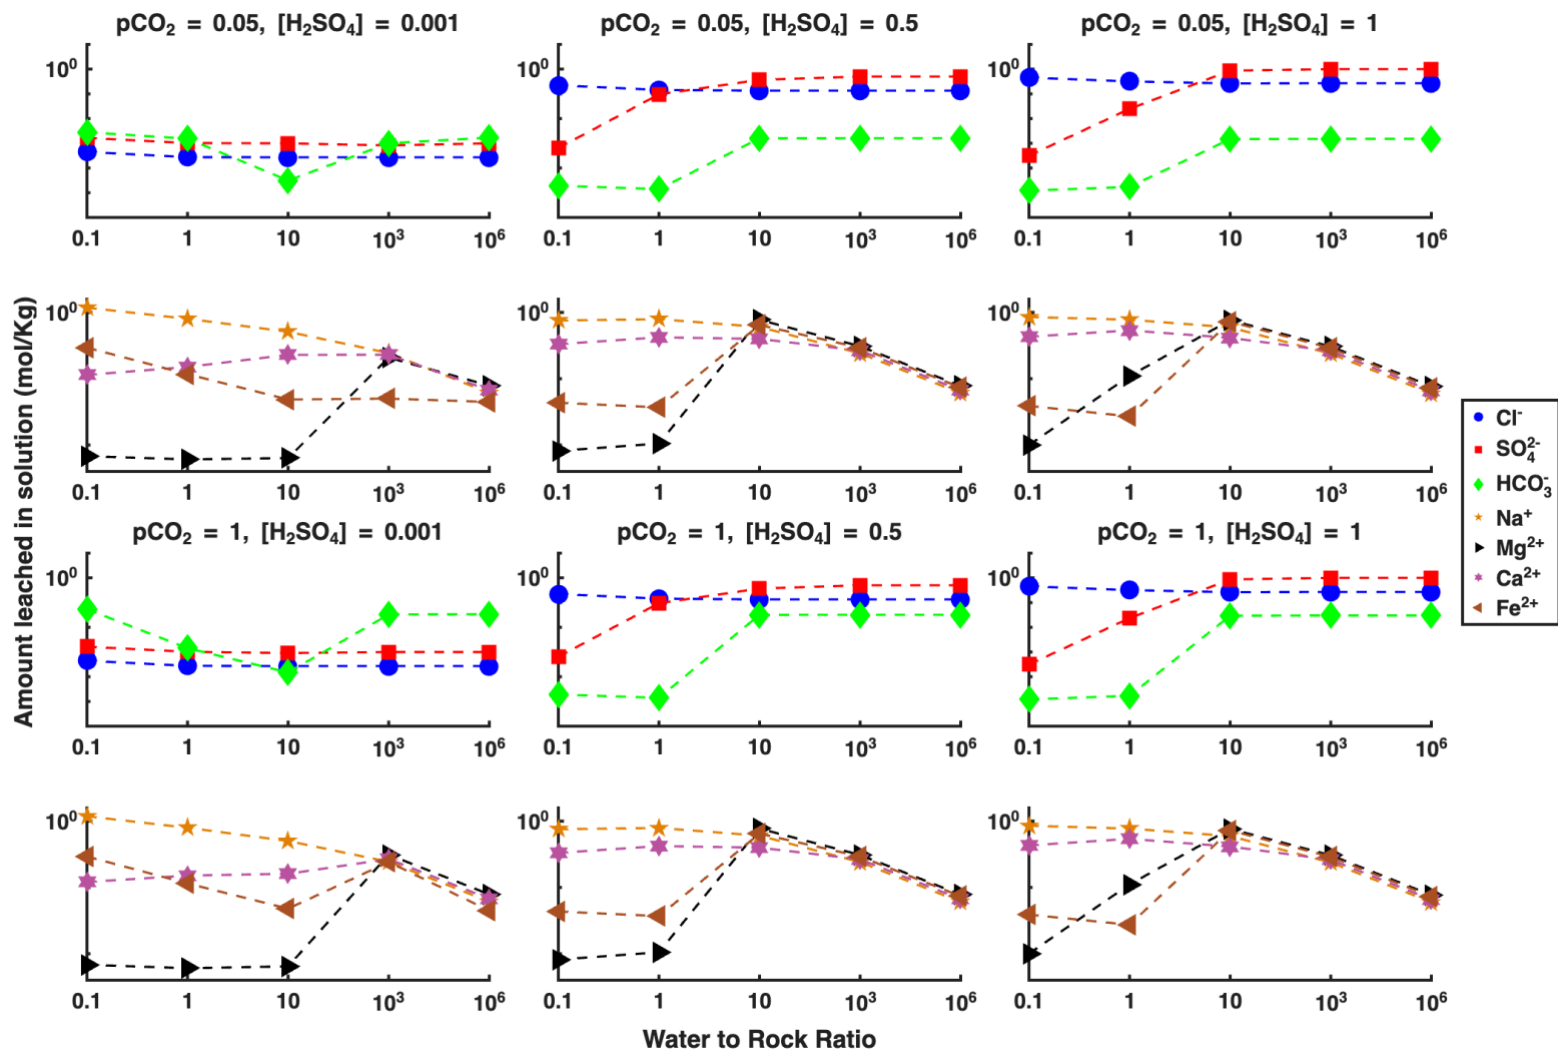 pCO₂ = 0.05, [H₂SO₄] = 0.001
pCO₂ = 0.05, [H₂SO₄] = 0.5
pCO₂ = 0.05, [H₂SO₄] = 1
10⁰
10⁰
10⁰
0.1 1 10 10³ 10⁶
0.1 1 10 10³ 10⁶
0.1 1 10 10³ 10⁶
10⁰
10⁰
10⁰
0.1 1 10 10³ 10⁶
0.1 1 10 10³ 10⁶
0.1 1 10 10³ 10⁶
pCO₂ = 1, [H₂SO₄] = 0.001
pCO₂ = 1, [H₂SO₄] = 0.5
pCO₂ = 1, [H₂SO₄] = 1
10⁰
10⁰
10⁰
0.1 1 10 10³ 10⁶
0.1 1 10 10³ 10⁶
0.1 1 10 10³ 10⁶
10⁰
10⁰
10⁰
0.1 1 10 10³ 10⁶
0.1 1 10 10³ 10⁶
0.1 1 10 10³ 10⁶
Amount leached in solution (mol/Kg)
Water to Rock Ratio
Cl⁻
SO₄²⁻
HCO₃⁻
Na⁺
Mg²⁺
Ca²⁺
Fe²⁺